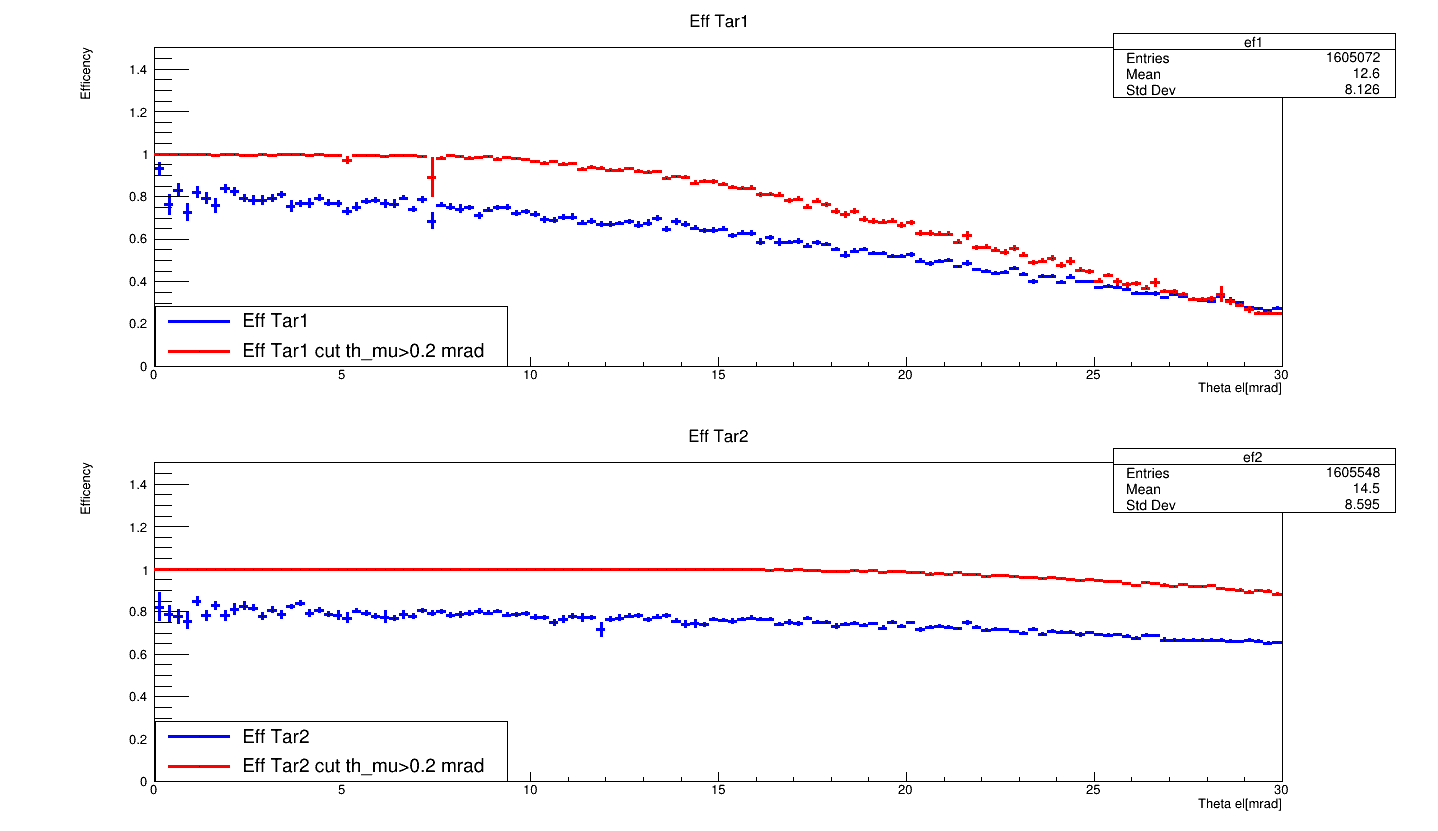 Eff Tar1
Efficency
ef1
Entries 1605072
Mean 12.6
Std Dev 8.126
1.4
1.2
1
0.8
0.6
0.4
0.2
0
Eff Tar1
Eff Tar1 cut th_mu>0.2 mrad
0 5 10 15 20 25 30
Theta el[mrad]
Eff Tar2
Efficency
ef2
Entries 1605548
Mean 14.5
Std Dev 8.595
1.4
1.2
1
0.8
0.6
0.4
0.2
0
Eff Tar2
Eff Tar2 cut th_mu>0.2 mrad
0 5 10 15 20 25 30
Theta el[mrad]